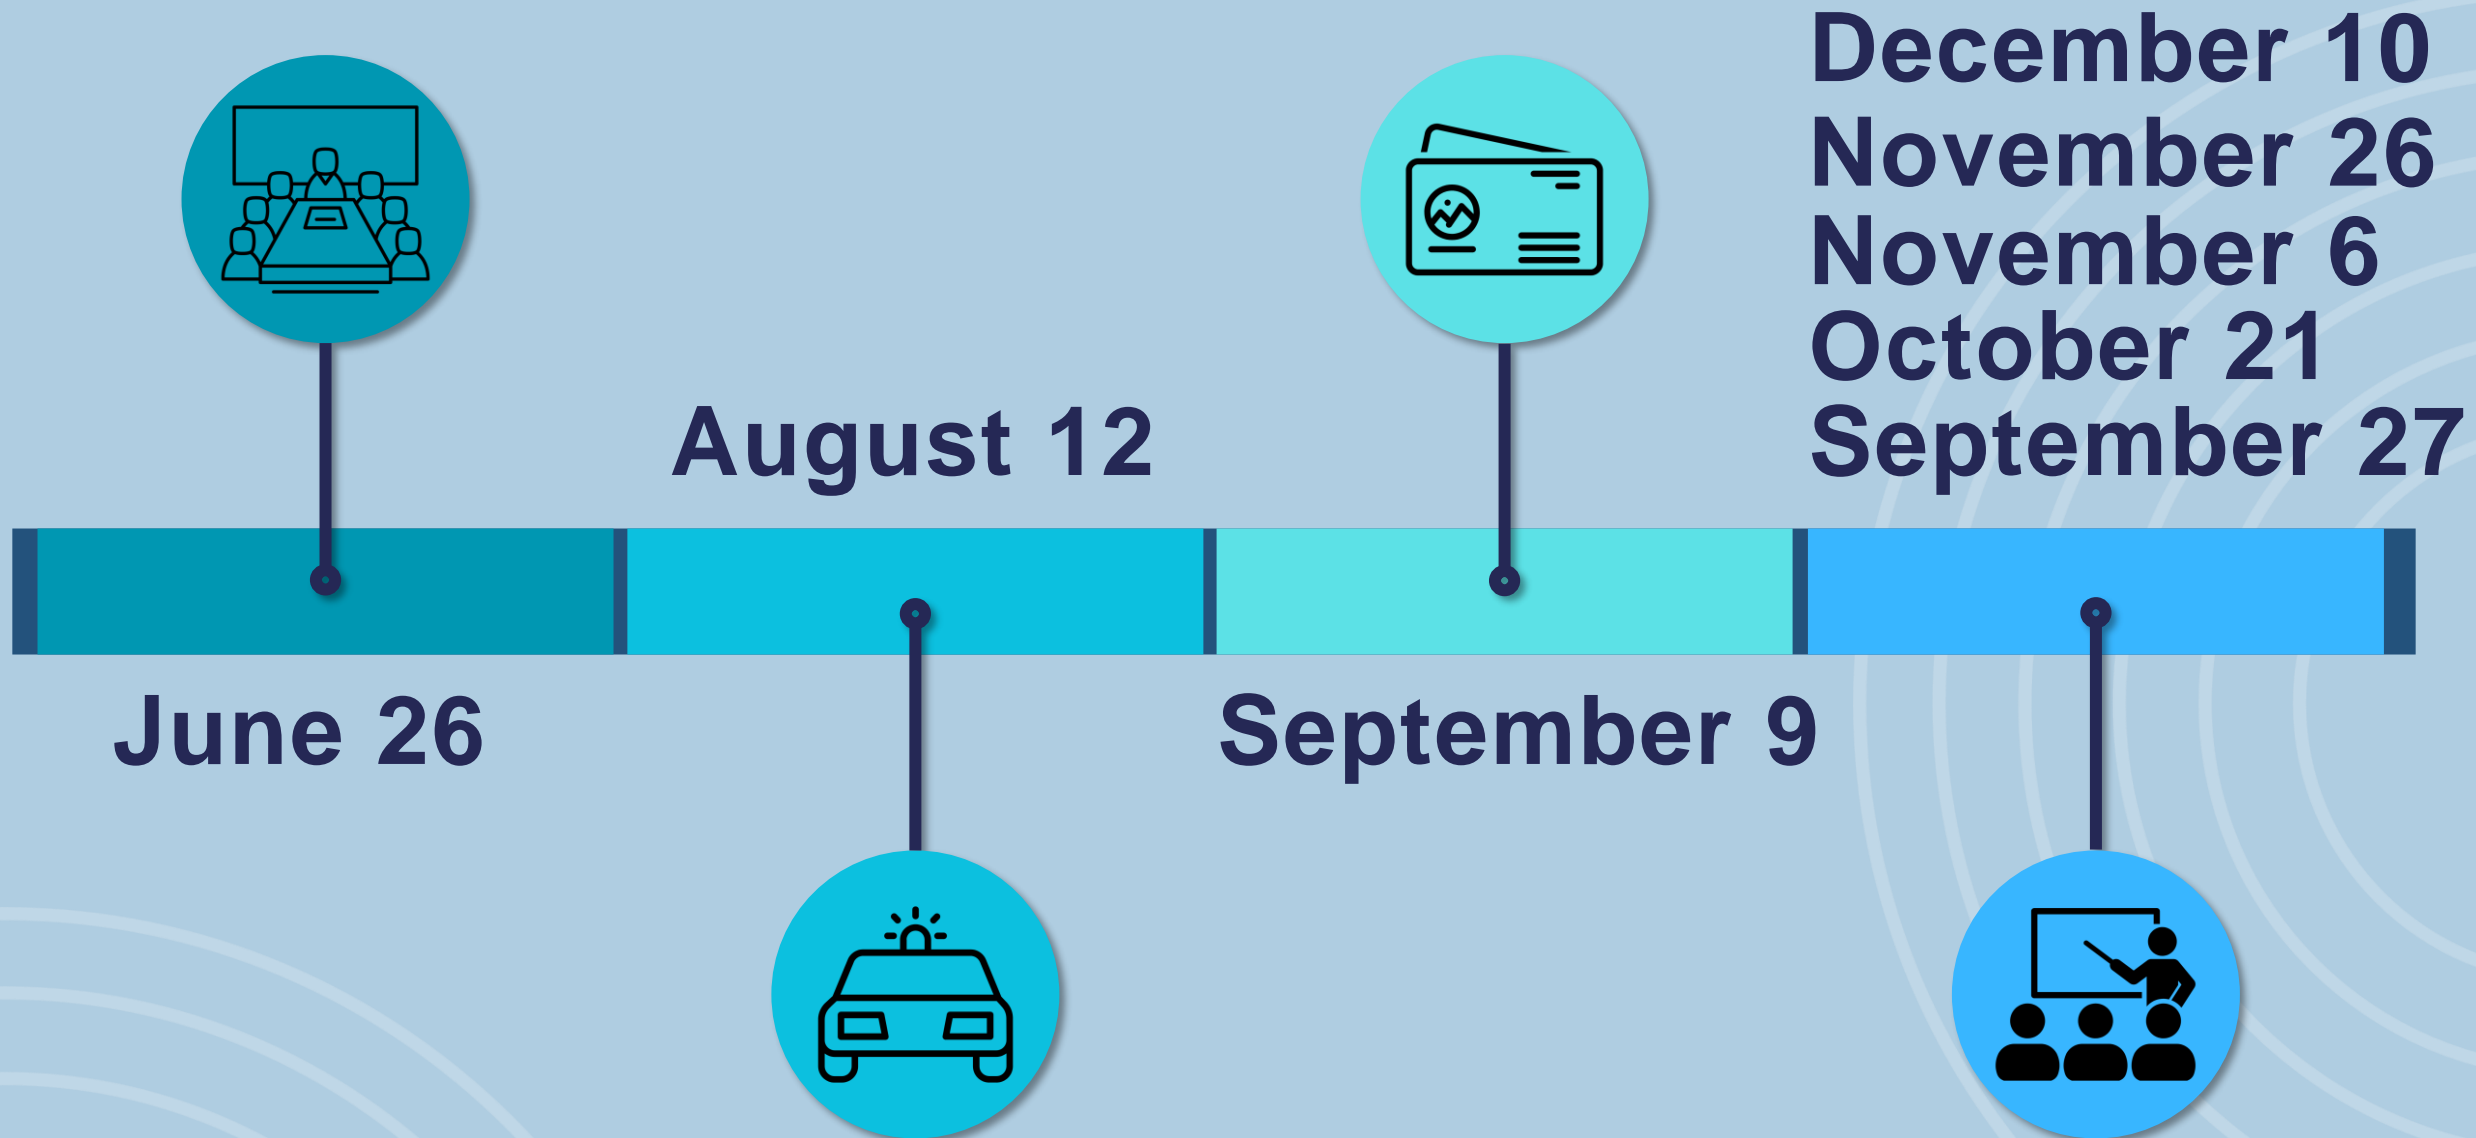 December 10
November 26
November 6
October 21
September 27
August 12
June 26
September 9